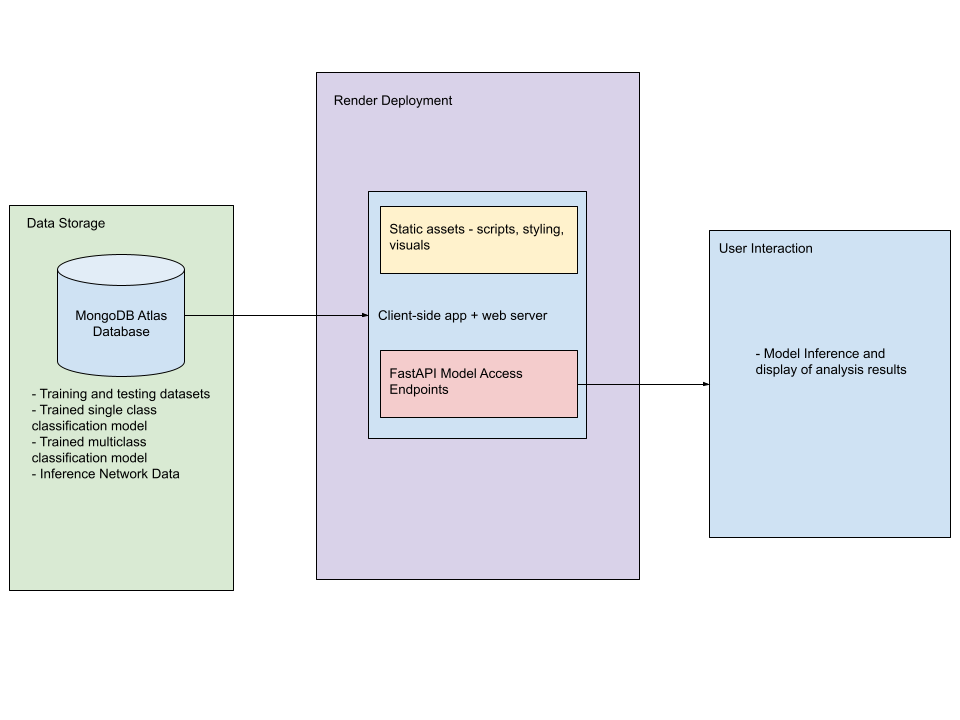 Render Deployment
Data Storage
MongoDB Atlas
Database
- Training and testing datasets
- Trained single class
classification model
- Trained multiclass
classification model
- Inference Network Data
Static assets - scripts, styling,
visuals
Client-side app + web server
FastAPI Model Access
Endpoints
User Interaction
- Model Inference and
display of analysis results